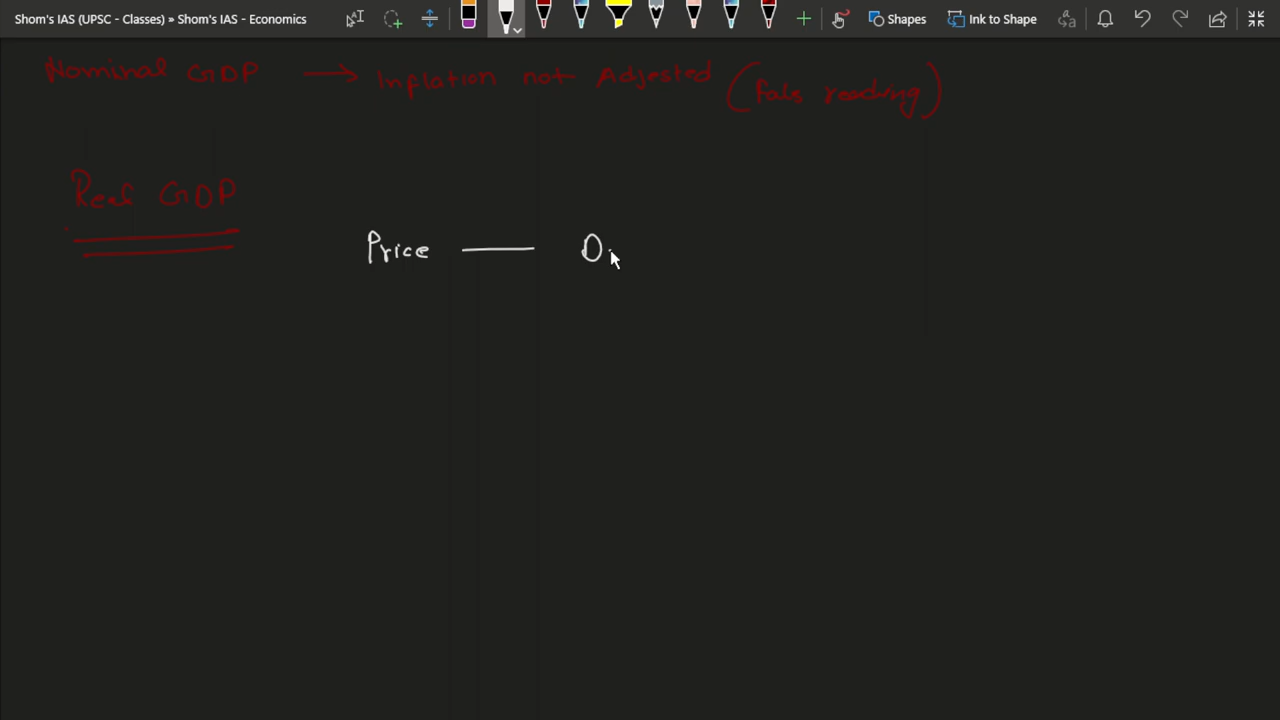 Shom's IAS (UPSC - Classes) » Shom's IAS - Economics
Shapes
Ink to Shape
Nominal GDP → Inflation not Adjested (fals reading)
Real GDP
Price — D